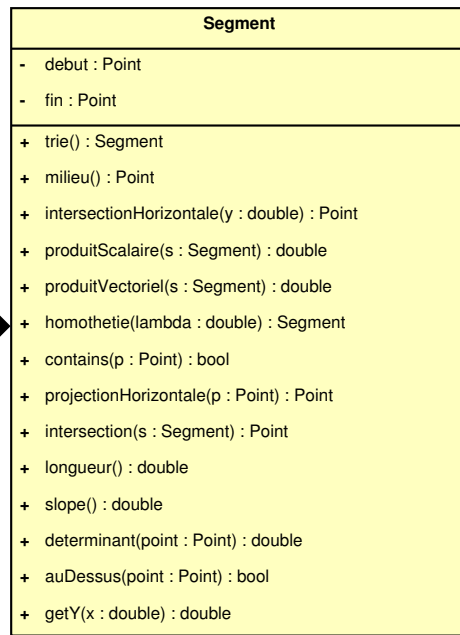 Segment
- debut : Point
- fin : Point
+ trie() : Segment
+ milieu() : Point
+ intersectionHorizontale(y : double) : Point
+ produitScalaire(s : Segment) : double
+ produitVectoriel(s : Segment) : double
+ homothetie(lambda : double) : Segment
+ contains(p : Point) : bool
+ projectionHorizontale(p : Point) : Point
+ intersection(s : Segment) : Point
+ longueur() : double
+ slope() : double
+ determinant(point : Point) : double
+ auDessus(point : Point) : bool
+ getY(x : double) : double